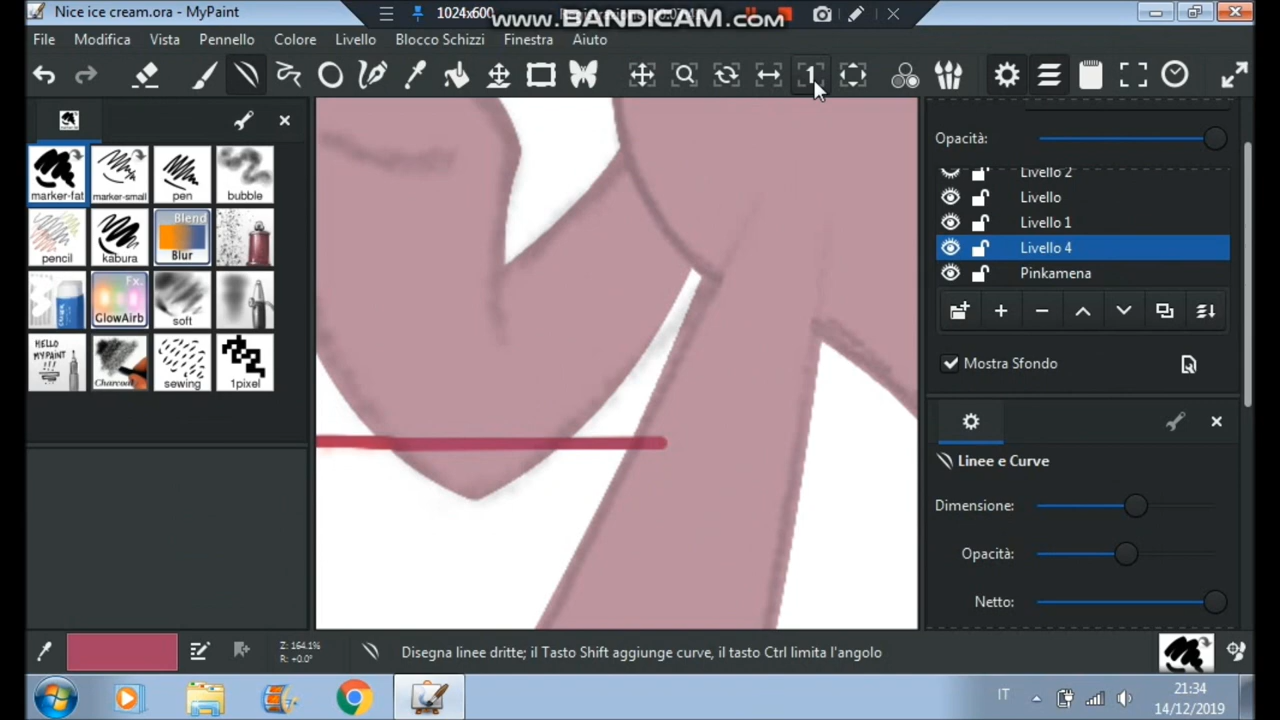 Nice ice cream.ora - MyPaint
1024x600
www.BANDICAM.com
File Modifica Vista Pennello Colore Livello Blocco Schizzi Finestra Aiuto
1
marker-fat marker-small pen bubble
pencil kabura Blend Blur
Fx. GlowAirb soft
HELLO MYPAINT !!! Charcoal sewing 1pixel
Opacità:
Livello 2
Livello
Livello 1
Livello 4
Pinkamena
Mostra Sfondo
Linee e Curve
Dimensione:
Opacità:
Netto:
Z: 164.1%
R: +0.0°
Disegna linee dritte; il Tasto Shift aggiunge curve, il tasto Ctrl limita l'angolo
IT
21:34
14/12/2019